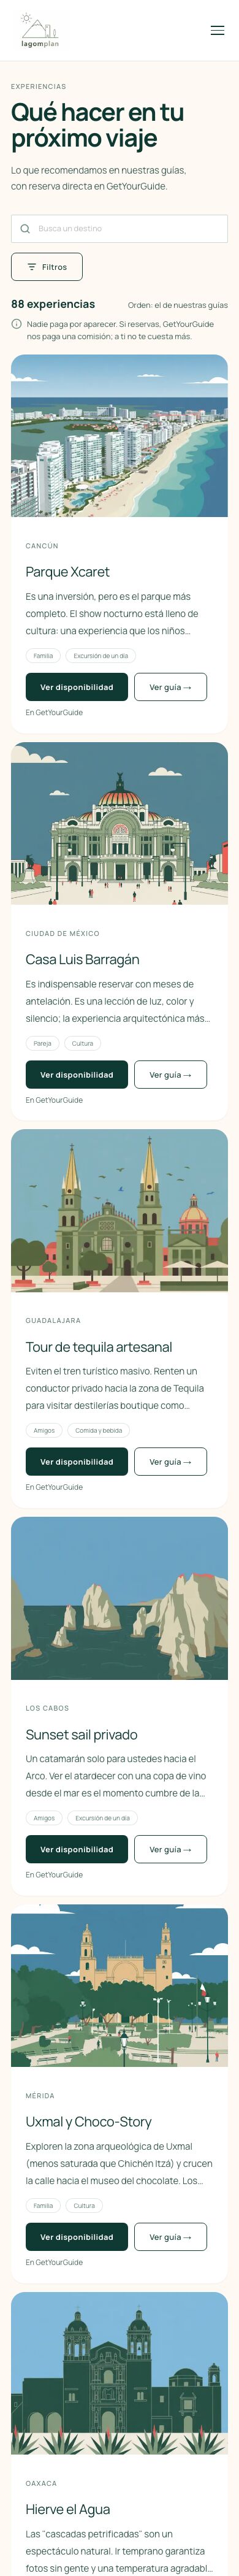 lagomplan
EXPERIENCIAS
Qué hacer en tu
próximo viaje
Lo que recomendamos en nuestras guías,
con reserva directa en GetYourGuide.
Busca un destino
Filtros
88 experiencias
Orden: el de nuestras guías
Nadie paga por aparecer. Si reservas, GetYourGuide
nos paga una comisión; a ti no te cuesta más.
CANCÚN
Parque Xcaret
Es una inversión, pero es el parque más
completo. El show nocturno está lleno de
cultura: una experiencia que los niños…
Familia
Excursión de un día
Ver disponibilidad
Ver guía →
En GetYourGuide
CIUDAD DE MÉXICO
Casa Luis Barragán
Es indispensable reservar con meses de
antelación. Es una lección de luz, color y
silencio; la experiencia arquitectónica más…
Pareja
Cultura
Ver disponibilidad
Ver guía →
En GetYourGuide
GUADALAJARA
Tour de tequila artesanal
Eviten el tren turístico masivo. Renten un
conductor privado hacia la zona de Tequila
para visitar destilerías boutique como…
Amigos
Comida y bebida
Ver disponibilidad
Ver guía →
En GetYourGuide
LOS CABOS
Sunset sail privado
Un catamarán solo para ustedes hacia el
Arco. Ver el atardecer con una copa de vino
desde el mar es el momento cumbre de la…
Amigos
Excursión de un día
Ver disponibilidad
Ver guía →
En GetYourGuide
MÉRIDA
Uxmal y Choco-Story
Exploren la zona arqueológica de Uxmal
(menos saturada que Chichén Itzá) y crucen
la calle hacia el museo del chocolate. Los…
Familia
Cultura
Ver disponibilidad
Ver guía →
En GetYourGuide
OAXACA
Hierve el Agua
Las "cascadas petrificadas" son un
espectáculo natural. Ir temprano garantiza
fotos sin gente y una temperatura agradabl…